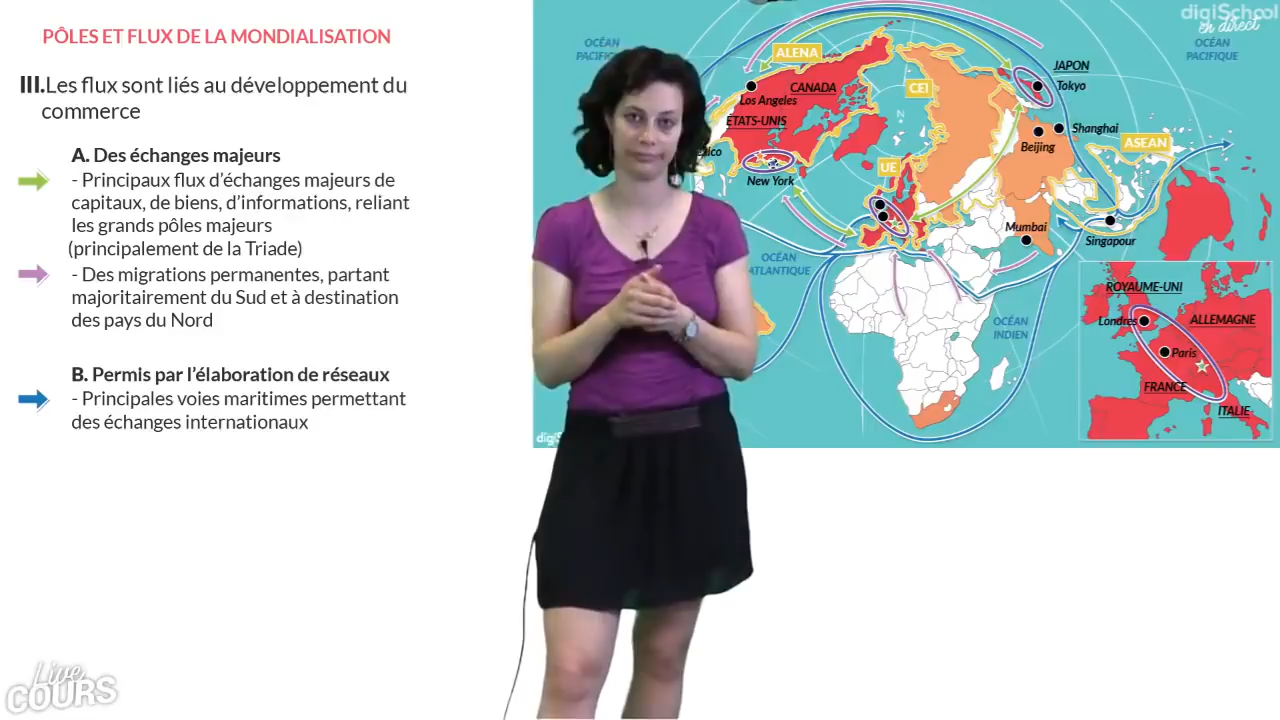 PÔLES ET FLUX DE LA MONDIALISATION
III.Les flux sont liés au développement du
commerce
A. Des échanges majeurs
- Principaux flux d'échanges majeurs de
capitaux, de biens, d'informations, reliant
les grands pôles majeurs
(principalement de la Triade)
- Des migrations permanentes, partant
majoritairement du Sud et à destination
des pays du Nord
B. Permis par l'élaboration de réseaux
- Principales voies maritimes permettant
des échanges internationaux
Live
COURS
digiSchool
en direct
OCÉAN
PACIFIQUE
OCÉAN
PACIFIQUE
ALENA
CANADA
Los Angeles
ÉTATS-UNIS
New York
CEI
JAPON
Tokyo
Shanghai
Beijing
ASEAN
UE
Mumbai
Singapour
OCÉAN
ATLANTIQUE
OCÉAN
INDIEN
ROYAUME-UNI
Londres
ALLEMAGNE
Paris
FRANCE
ITALIE
N